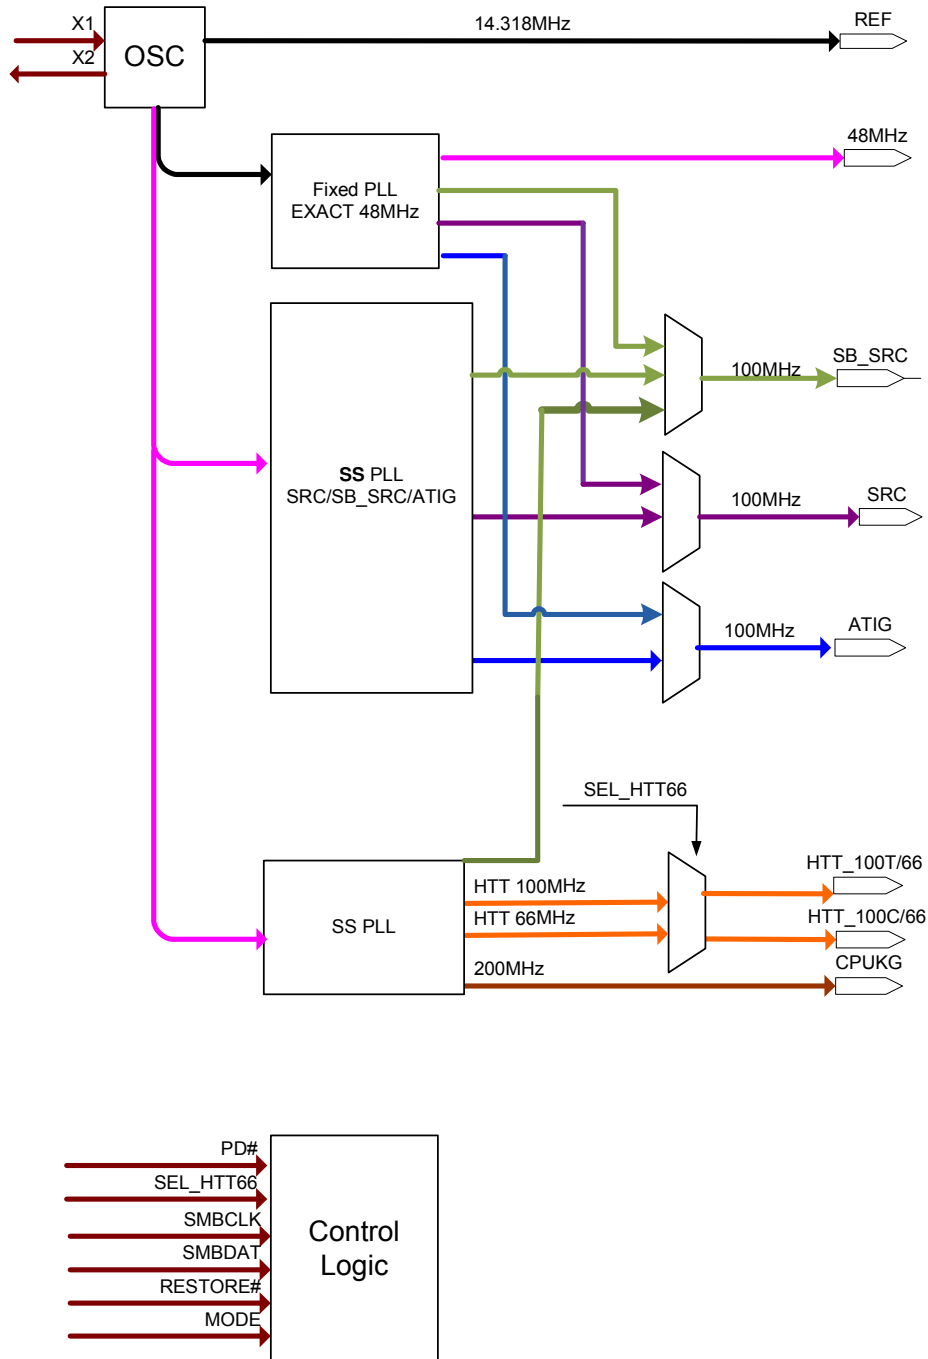 X1
14.318MHz
REF
OSC
X2
48MHz
Fixed PLL
EXACT 48MHz
SB_SRC
100MHz
SS PLL
SRC/SB_SRC/ATIG
100MHz
SRC
100MHz
ATIG
SEL_HTT66
HTT_100T/66
HTT 100MHz
HTT 66MHz
HTT_100C/66
SS PLL
200MHz
CPUKG
PD#
SEL_HTT66
SMBCLK
SMBDAT
RESTORE#
MODE
Control
Logic